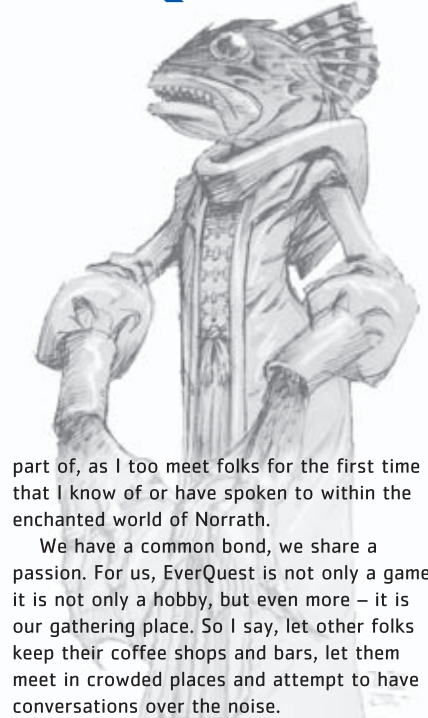 part of, as I too meet folks for the first time
that I know of or have spoken to within the
enchanted world of Norrath.
We have a common bond, we share a
passion. For us, EverQuest is not only a game
it is not only a hobby, but even more – it is
our gathering place. So I say, let other folks
keep their coffee shops and bars, let them
meet in crowded places and attempt to have
conversations over the noise.